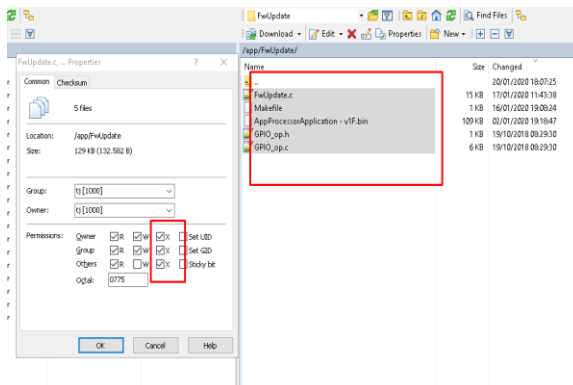 FwUpdate
Find Files
Download
Edit
Properties
New
/app/FwUpdate/
Name Size Changed
.. 20/01/2020 18:07:25
FwUpdate.c 15 KB 17/01/2020 11:43:38
Makefile 1 KB 16/01/2020 19:08:24
AppProcessorApplication - v1F.bin 109 KB 02/01/2020 19:18:47
GPIO_op.h 1 KB 19/10/2018 08:29:30
GPIO_op.c 6 KB 19/10/2018 08:29:30
FwUpdate.c, ... Properties ? ×
Common Checksum
5 files
Location: /app/FwUpdate
Size: 129 KB (132.582 B)
Group: tj [1000]
Owner: tj [1000]
Permissions: Owner R W X Set UID
Group R W X Set GID
Others R W X Sticky bit
Octal: 0775
OK Cancel Help